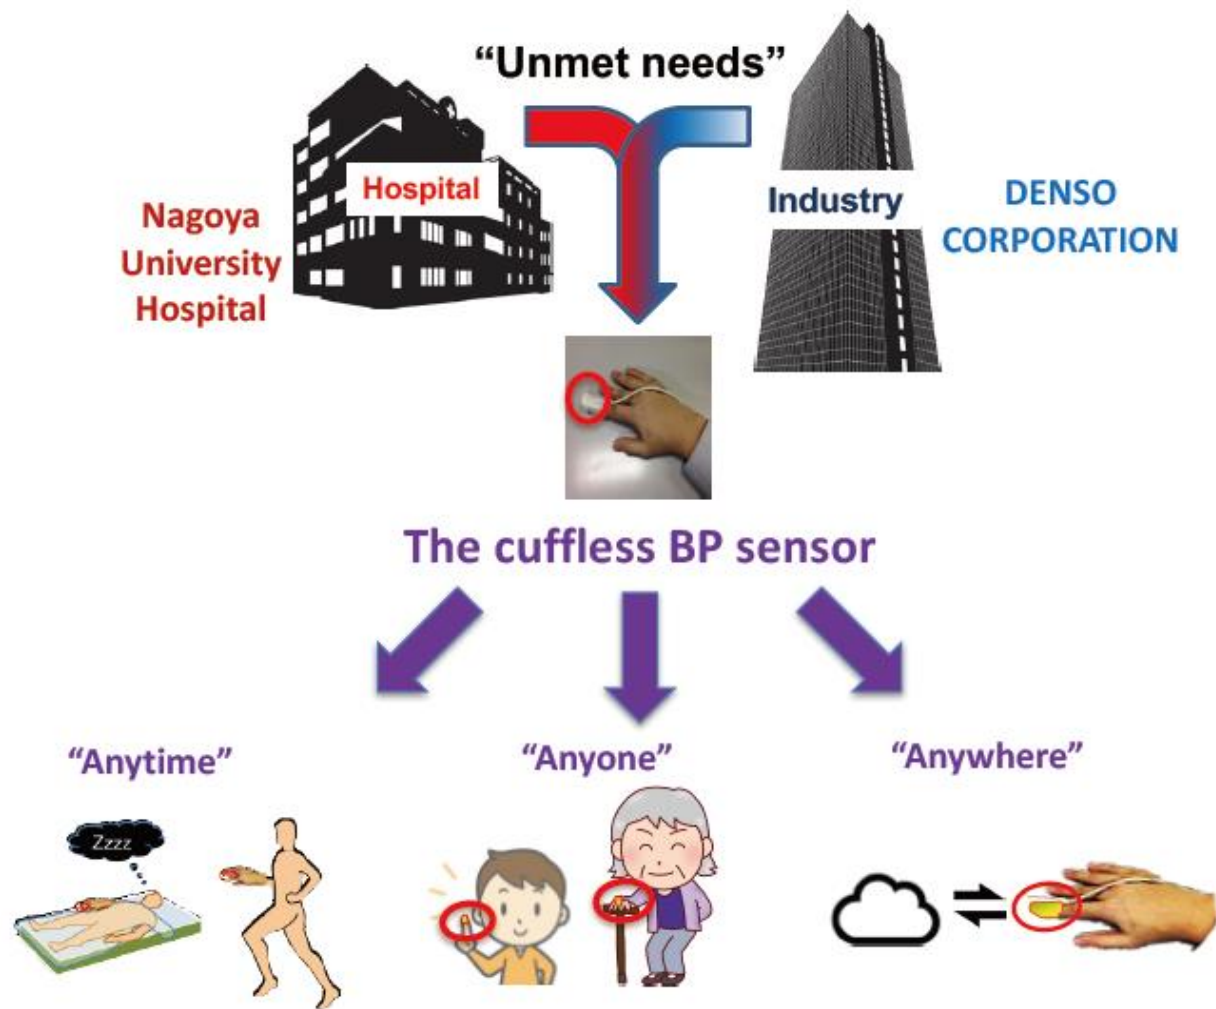 “Unmet needs”
Hospital
Nagoya
University
Hospital
Industry
DENSO
CORPORATION
The cuffless BP sensor
“Anytime”
“Anyone”
“Anywhere”
Zzzz